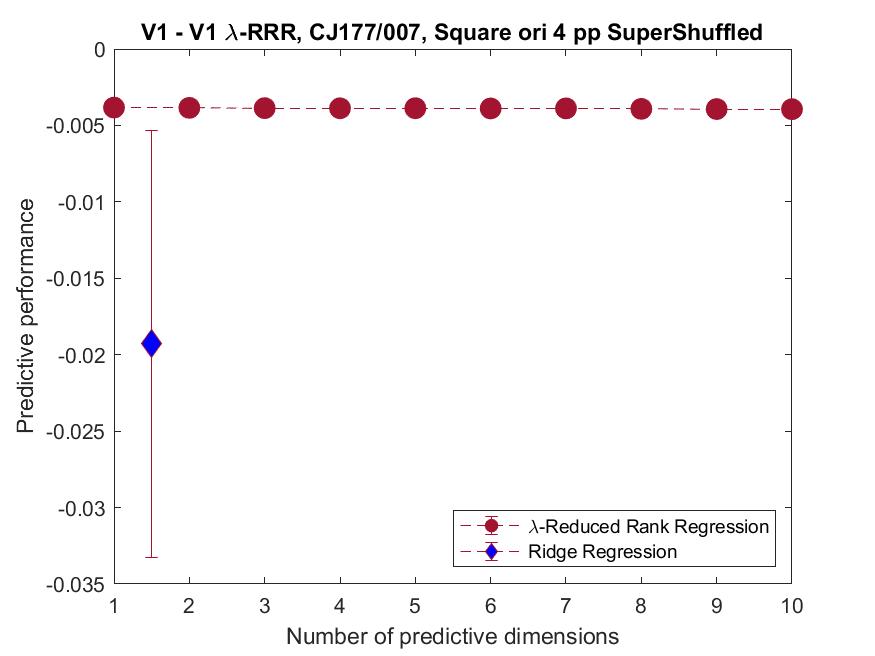 V1 - V1 λ-RRR, CJ177/007, Square ori 4 pp SuperShuffled
Predictive performance
0
-0.005
-0.01
-0.015
-0.02
-0.025
-0.03
-0.035
1 2 3 4 5 6 7 8 9 10
Number of predictive dimensions
λ-Reduced Rank Regression
Ridge Regression